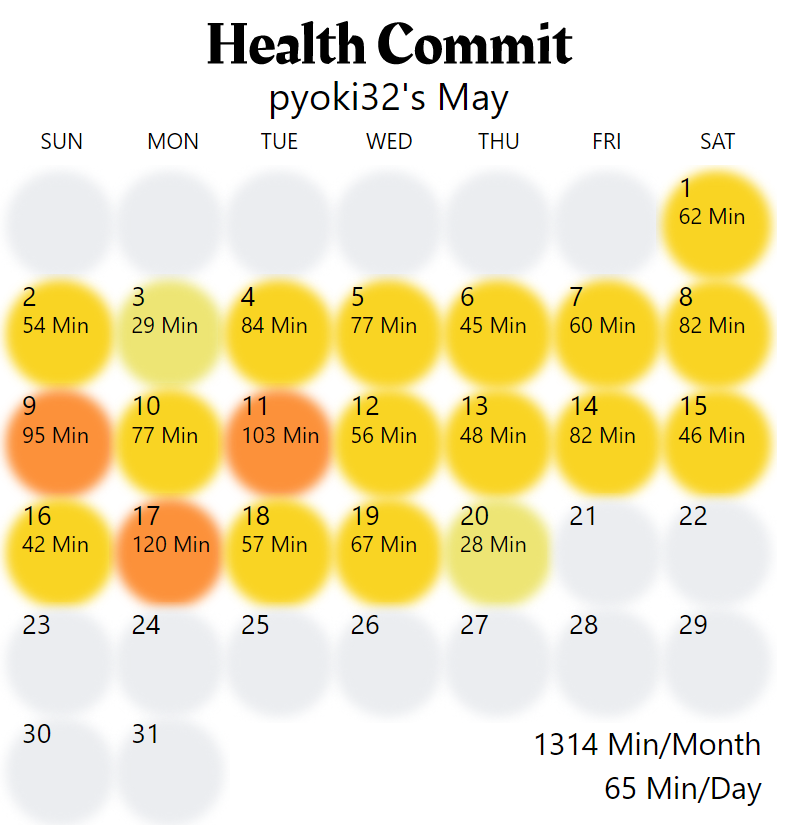 Health Commit
pyoki32's May
SUN MON TUE WED THU FRI SAT
1
62 Min
2 3 4 5 6 7 8
54 Min 29 Min 84 Min 77 Min 45 Min 60 Min 82 Min
9 10 11 12 13 14 15
95 Min 77 Min 103 Min 56 Min 48 Min 82 Min 46 Min
16 17 18 19 20 21 22
42 Min 120 Min 57 Min 67 Min 28 Min
23 24 25 26 27 28 29
30 31
1314 Min/Month
65 Min/Day